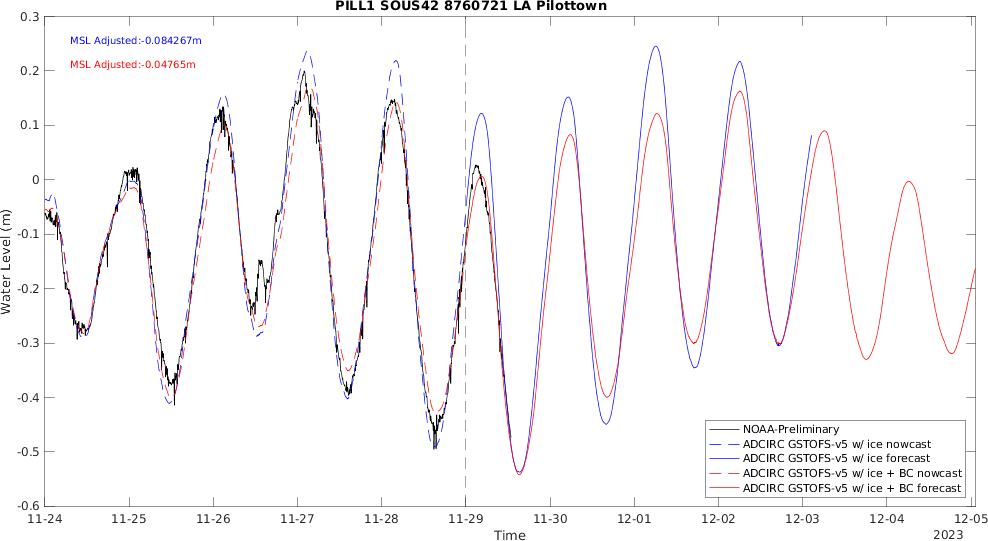 PILL1 SOUS42 8760721 LA Pilottown
MSL Adjusted:-0.084267m
MSL Adjusted:-0.04765m
Water Level (m)
0.3
0.2
0.1
0
-0.1
-0.2
-0.3
-0.4
-0.5
-0.6
NOAA-Preliminary
ADCIRC GSTOFS-v5 w/ ice nowcast
ADCIRC GSTOFS-v5 w/ ice forecast
ADCIRC GSTOFS-v5 w/ ice + BC nowcast
ADCIRC GSTOFS-v5 w/ ice + BC forecast
11-24 11-25 11-26 11-27 11-28 11-29 11-30 12-01 12-02 12-03 12-04 12-05
Time
2023